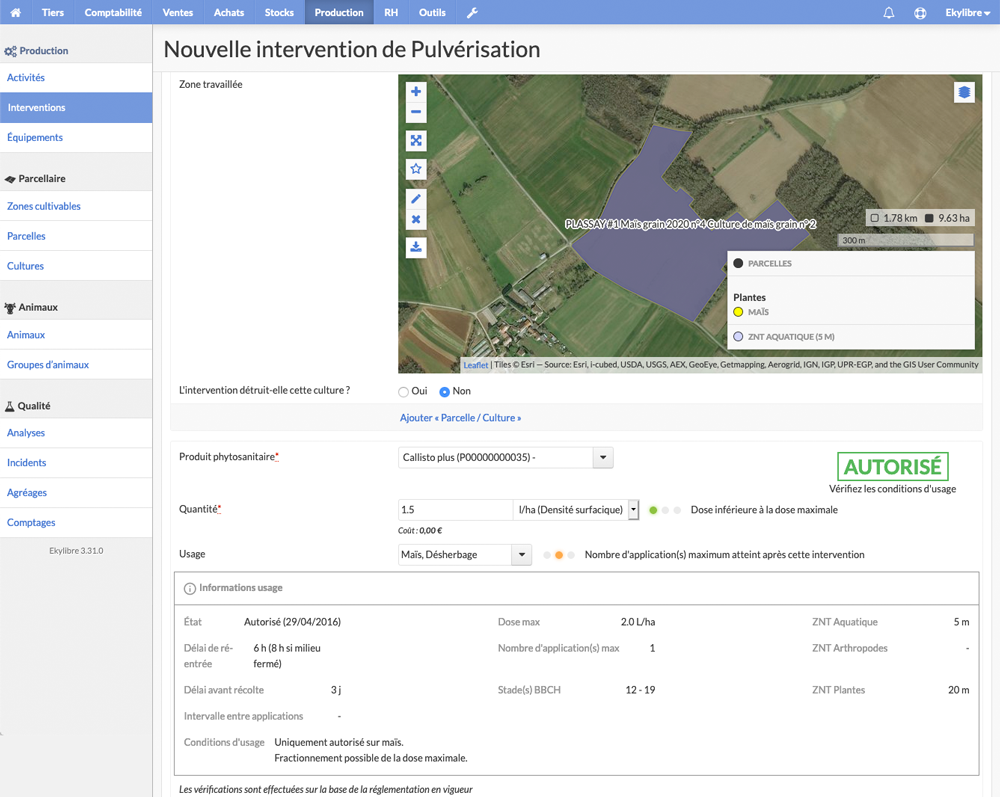 Tiers Comptabilité Ventes Achats Stocks Production RH Outils Ekylibre
Production
Activités
Interventions
Équipements
Parcellaire
Zones cultivables
Parcelles
Cultures
Animaux
Animaux
Groupes d'animaux
Qualité
Analyses
Incidents
Agréages
Comptages
Ekylibre 3.31.0
Nouvelle intervention de Pulvérisation
Zone travaillée
PLASSAY #1 Maïs grain 2020 n°4 Culture de maïs grain n° 2
1.78 km 9.63 ha
300 m
PARCELLES
Plantes
MAÏS
ZNT AQUATIQUE (5 M)
Leaflet | Tiles © Esri — Source: Esri, i-cubed, USDA, USGS, AEX, GeoEye, Getmapping, Aerogrid, IGN, IGP, UPR-EGP, and the GIS User Community
L'intervention détruit-elle cette culture ? Oui Non
Ajouter « Parcelle / Culture »
Produit phytosanitaire* Callisto plus (P00000000035) -
AUTORISÉ
Vérifiez les conditions d'usage
Quantité* 1.5 l/ha (Densité surfacique) Dose inférieure à la dose maximale
Coût : 0,00 €
Usage Maïs, Désherbage Nombre d'application(s) maximum atteint après cette intervention
Informations usage
État Autorisé (29/04/2016) Dose max 2.0 L/ha ZNT Aquatique 5 m
Délai de ré- 6 h (8 h si milieu Nombre d'application(s) max 1 ZNT Arthropodes -
entrée fermé)
Délai avant récolte 3 j Stade(s) BBCH 12 - 19 ZNT Plantes 20 m
Intervalle entre applications -
Conditions d'usage Uniquement autorisé sur maïs.
Fractionnement possible de la dose maximale.
Les vérifications sont effectuées sur la base de la réglementation en vigueur